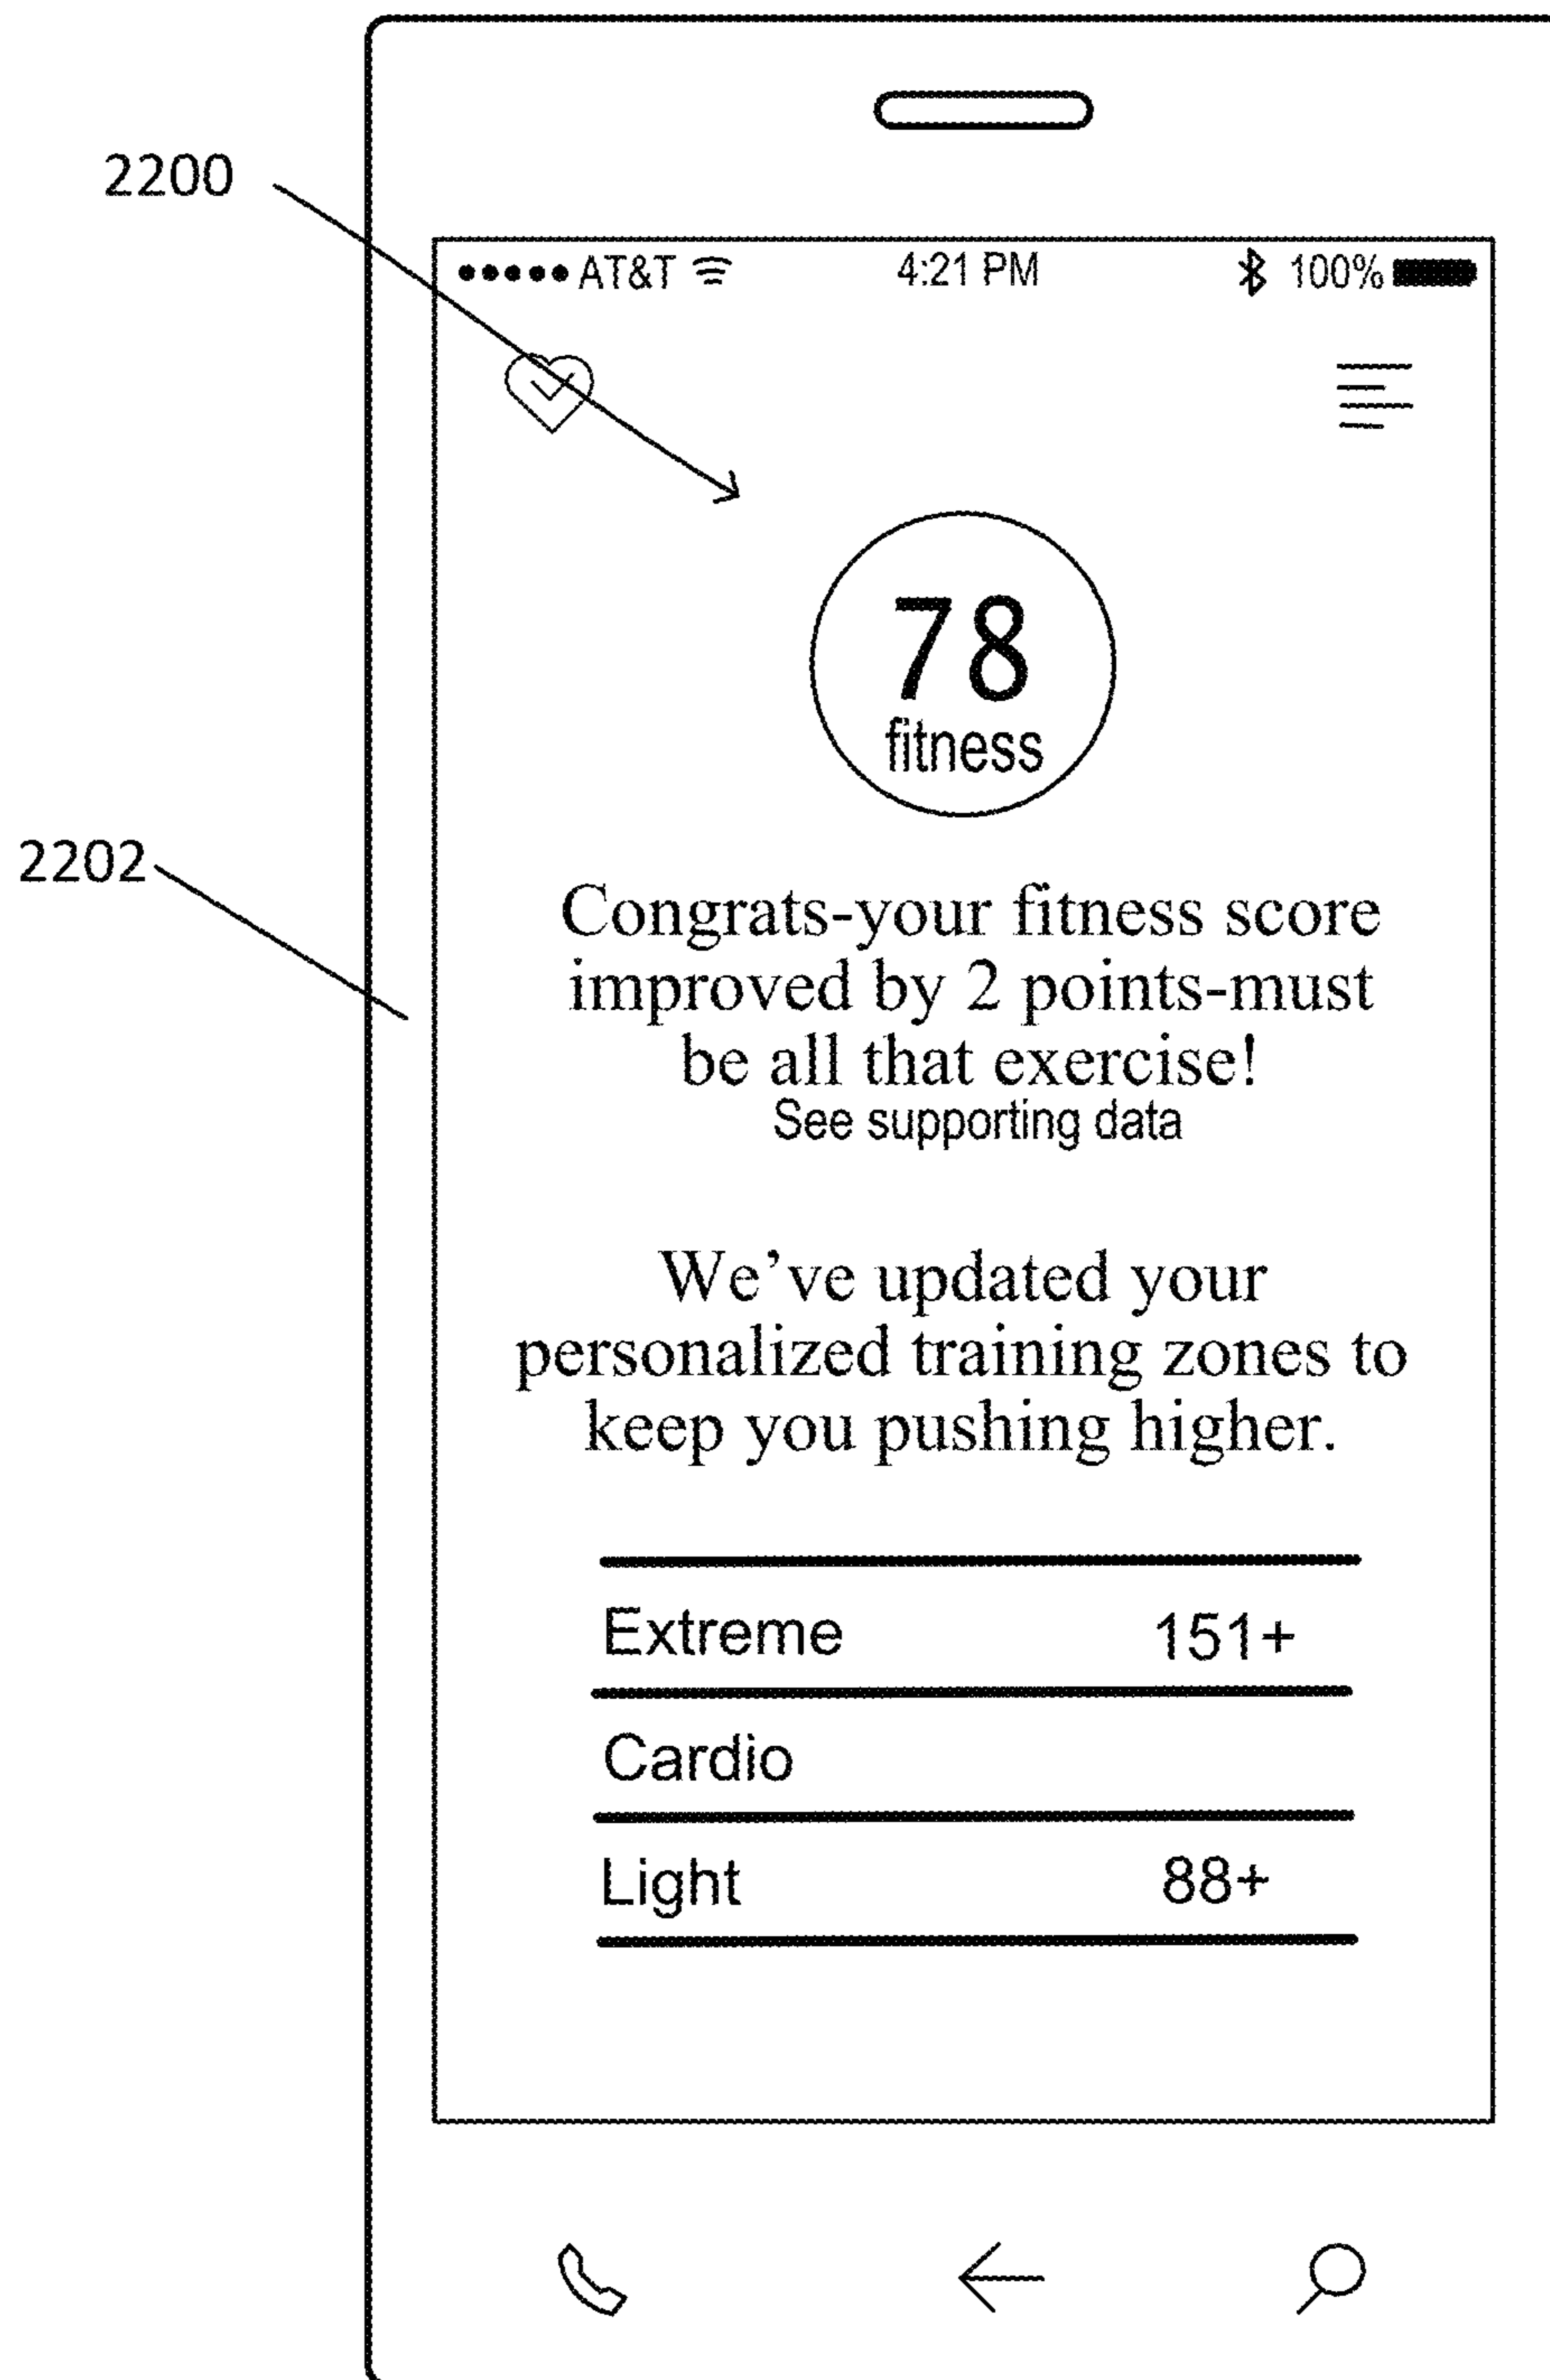 2200
AT&T 4:21 PM 100%
78
fitness
2202
Congrats-your fitness score
improved by 2 points-must
be all that exercise!
See supporting data
We’ve updated your
personalized training zones to
keep you pushing higher.
Extreme 151+
Cardio
Light 88+